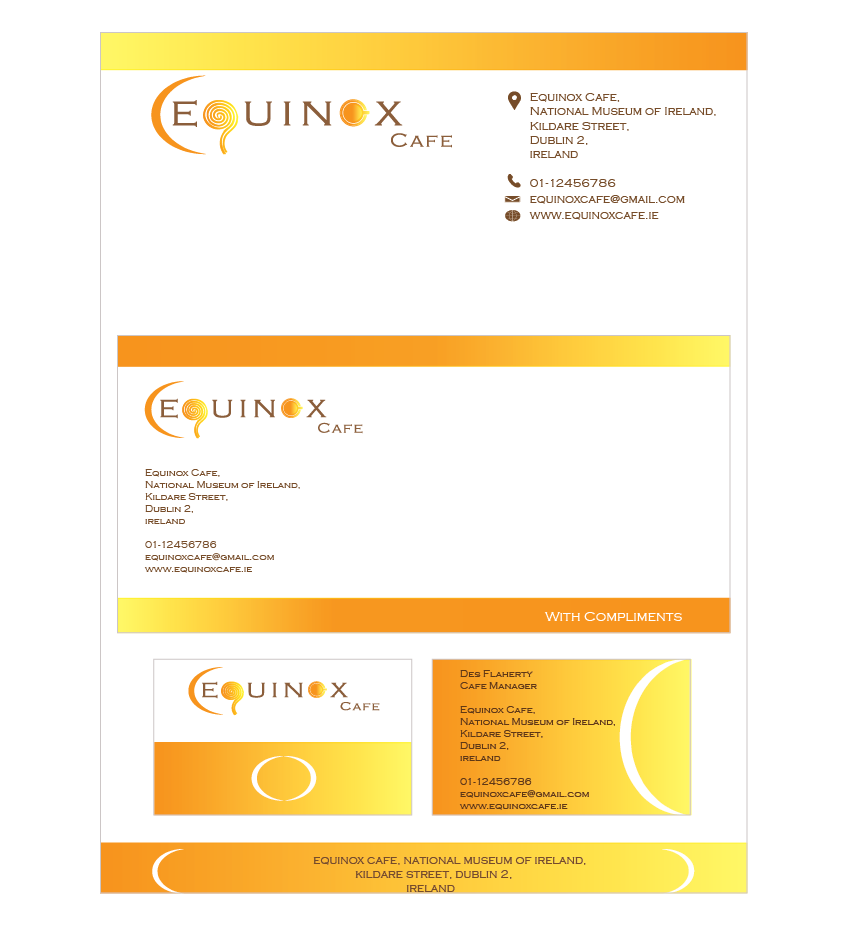 Equinox
Cafe
Equinox Cafe,
National Museum of Ireland,
Kildare Street,
Dublin 2,
ireland
01-12456786
equinoxcafe@gmail.com
www.equinoxcafe.ie
Equinox
Cafe
Equinox Cafe,
National Museum of Ireland,
Kildare Street,
Dublin 2,
ireland
01-12456786
equinoxcafe@gmail.com
www.equinoxcafe.ie
With Compliments
Equinox
Cafe
Des Flaherty
Cafe Manager
Equinox Cafe,
National Museum of Ireland,
Kildare Street,
Dublin 2,
ireland
01-12456786
equinoxcafe@gmail.com
www.equinoxcafe.ie
equinox cafe, national museum of ireland,
kildare street, dublin 2,
ireland